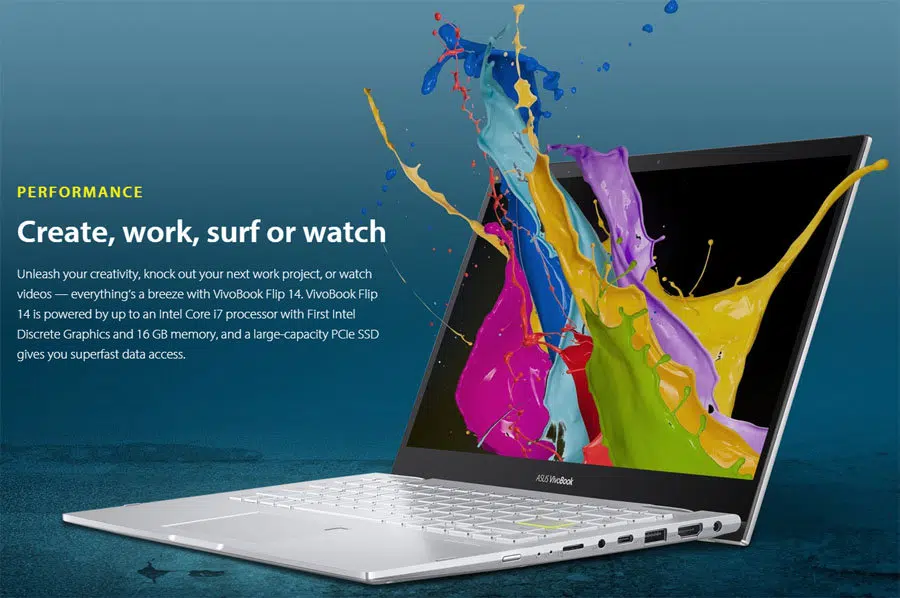 PERFORMANCE
Create, work, surf or watch
Unleash your creativity, knock out your next work project, or watch
videos — everything's a breeze with VivoBook Flip 14. VivoBook Flip
14 is powered by up to an Intel Core i7 processor with First Intel
Discrete Graphics and 16 GB memory, and a large-capacity PCIe SSD
gives you superfast data access.
ASUS VivoBook